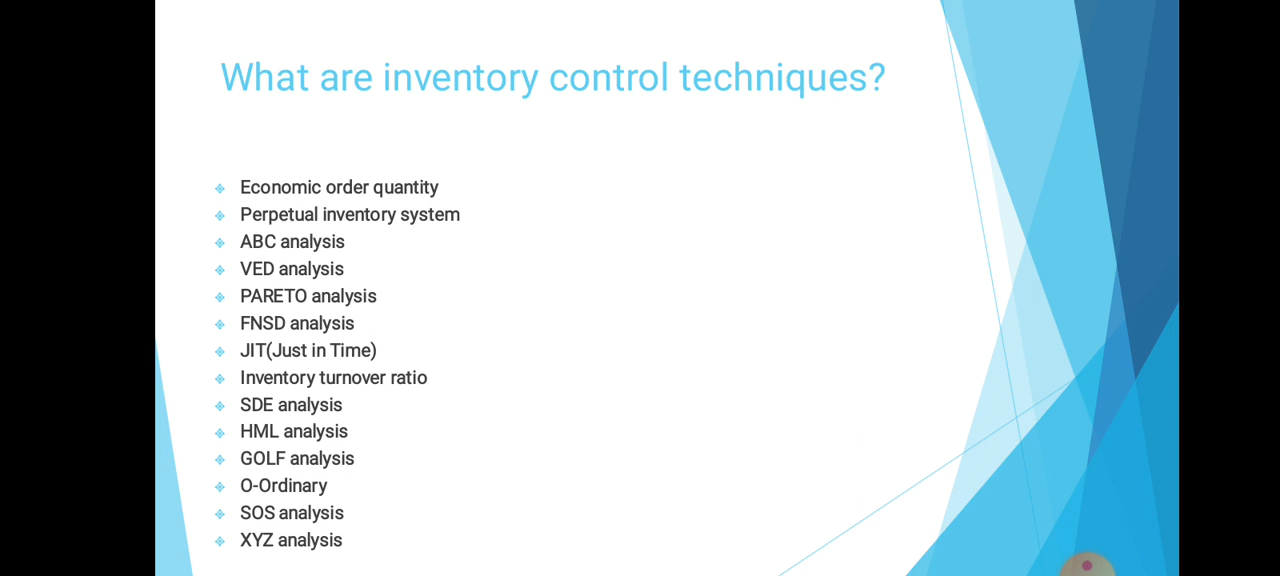 What are inventory control techniques?
Economic order quantity
Perpetual inventory system
ABC analysis
VED analysis
PARETO analysis
FNSD analysis
JIT(Just in Time)
Inventory turnover ratio
SDE analysis
HML analysis
GOLF analysis
O-Ordinary
SOS analysis
XYZ analysis